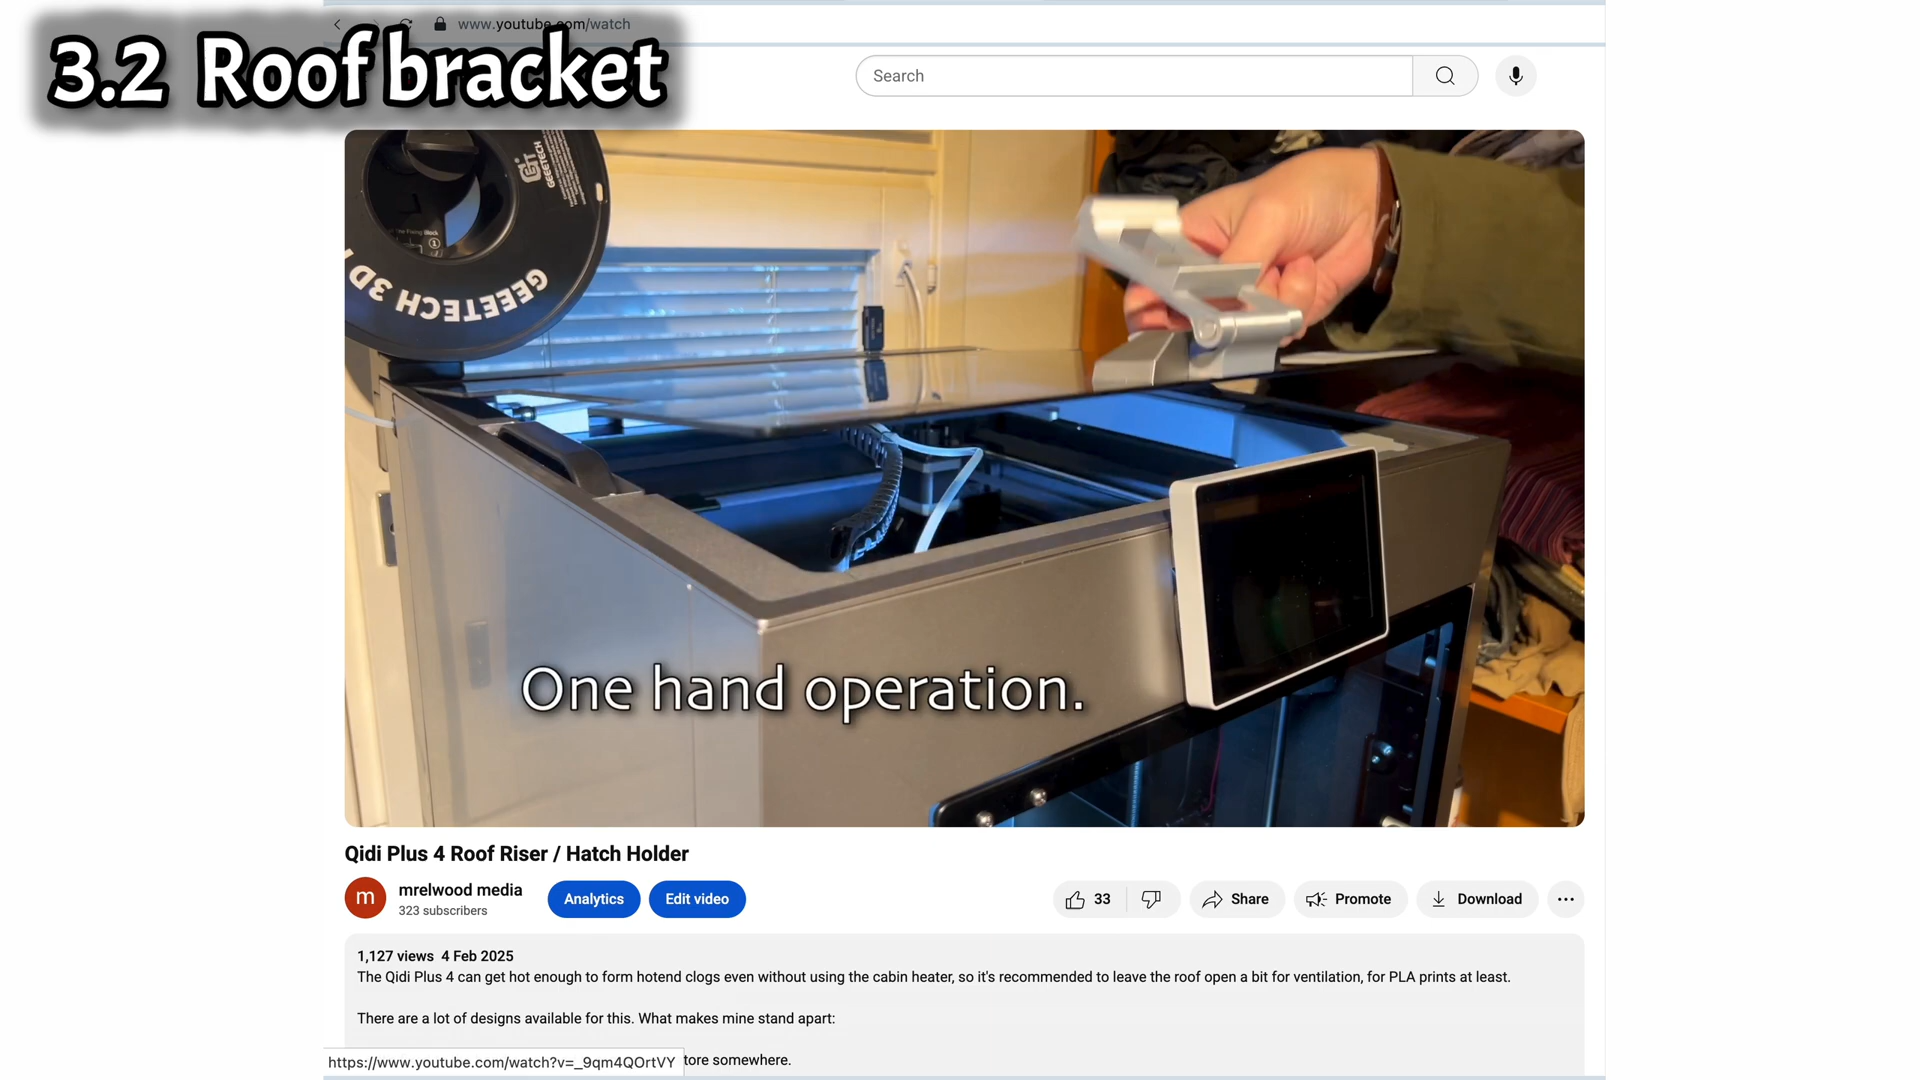 www.youtube.com/watch
3.2 Roof bracket
Search
GEEETECH
GEEETECH 3D
One hand operation.
Qidi Plus 4 Roof Riser / Hatch Holder
m
mrelwood media
323 subscribers
Analytics
Edit video
33
Share
Promote
Download
1,127 views 4 Feb 2025
The Qidi Plus 4 can get hot enough to form hotend clogs even without using the cabin heater, so it's recommended to leave the roof open a bit for ventilation, for PLA prints at least.
There are a lot of designs available for this. What makes mine stand apart:
tore somewhere.
https://www.youtube.com/watch?v=_9qm4QOrtVY